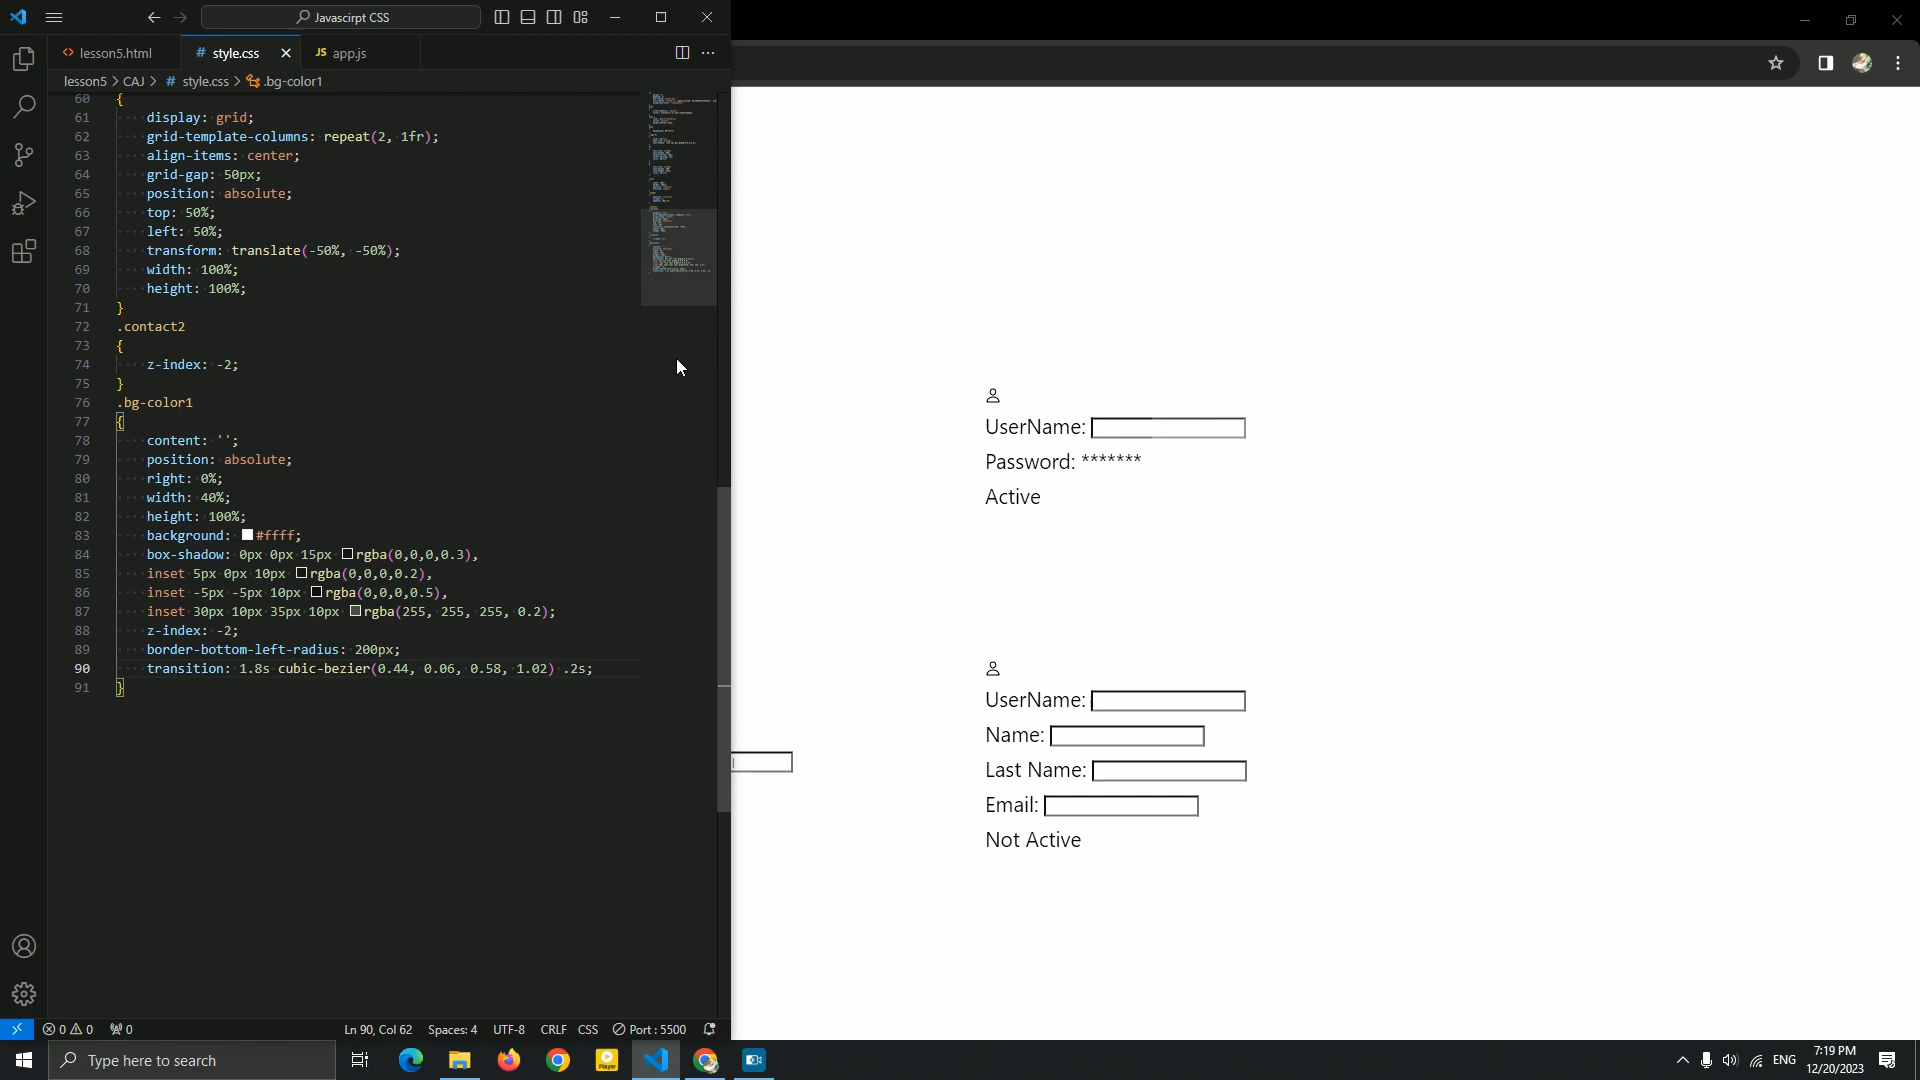 Javascirpt CSS
lesson5.html
# style.css
JS app.js
lesson5 > CAJ > # style.css > .bg-color1
60 {
61 display: grid;
62 grid-template-columns: repeat(2, 1fr);
63 align-items: center;
64 grid-gap: 50px;
65 position: absolute;
66 top: 50%;
67 left: 50%;
68 transform: translate(-50%, -50%);
69 width: 100%;
70 height: 100%;
71 }
72 .contact2
73 {
74 z-index: -2;
75 }
76 .bg-color1
77 {
78 content: '';
79 position: absolute;
80 right: 0%;
81 width: 40%;
82 height: 100%;
83 background: #ffff;
84 box-shadow: 0px 0px 15px rgba(0,0,0,0.3),
85 inset 5px 0px 10px rgba(0,0,0,0.2),
86 inset -5px -5px 10px rgba(0,0,0,0.5),
87 inset 30px 10px 35px 10px rgba(255, 255, 255, 0.2);
88 z-index: -2;
89 border-bottom-left-radius: 200px;
90 transition: 1.8s cubic-bezier(0.44, 0.06, 0.58, 1.02) .2s;
91 }
UserName:
Password: *******
Active
UserName:
Name:
Last Name:
Email:
Not Active
0 0 0
Ln 90, Col 62
Spaces: 4
UTF-8
CRLF
CSS
Port : 5500
Type here to search
Player
ENG
7:19 PM
12/20/2023